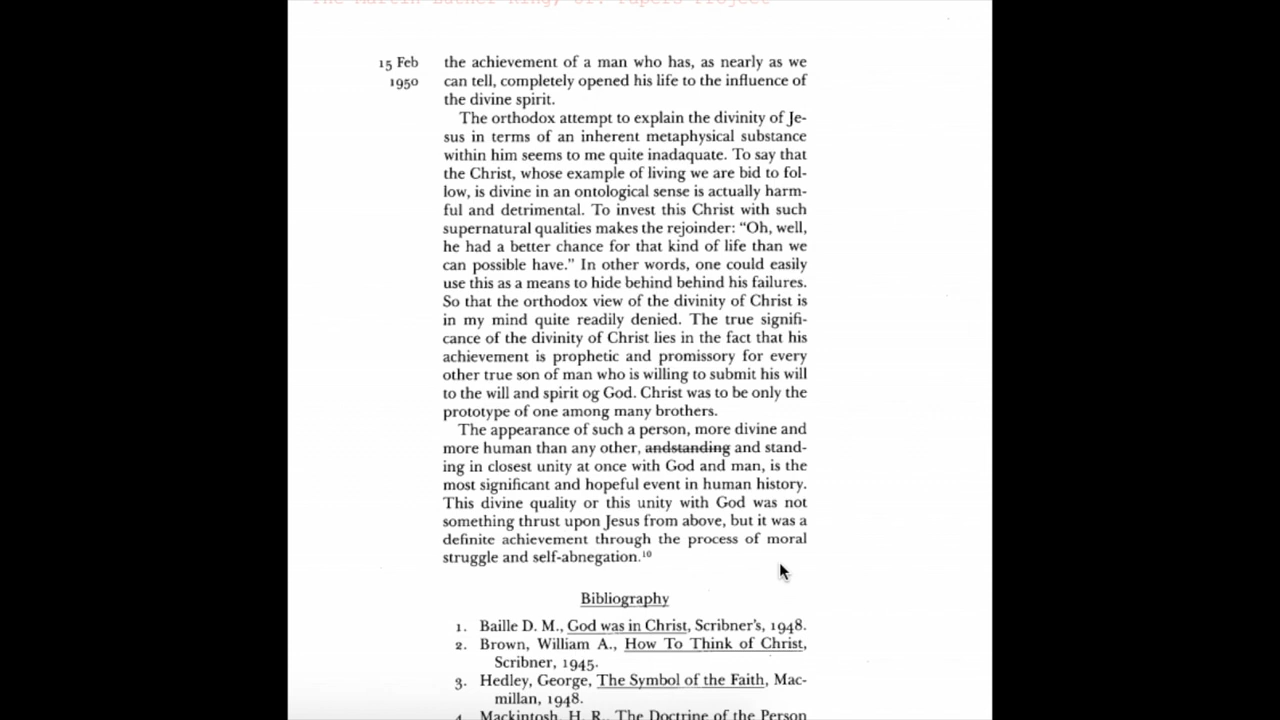 The Martin Luther King, Jr. Papers Project
15 Feb
1950
the achievement of a man who has, as nearly as we
can tell, completely opened his life to the influence of
the divine spirit.
The orthodox attempt to explain the divinity of Je-
sus in terms of an inherent metaphysical substance
within him seems to me quite inadaquate. To say that
the Christ, whose example of living we are bid to fol-
low, is divine in an ontological sense is actually harm-
ful and detrimental. To invest this Christ with such
supernatural qualities makes the rejoinder: “Oh, well,
he had a better chance for that kind of life than we
can possible have.” In other words, one could easily
use this as a means to hide behind behind his failures.
So that the orthodox view of the divinity of Christ is
in my mind quite readily denied. The true signifi-
cance of the divinity of Christ lies in the fact that his
achievement is prophetic and promissory for every
other true son of man who is willing to submit his will
to the will and spirit og God. Christ was to be only the
prototype of one among many brothers.
The appearance of such a person, more divine and
more human than any other, andstanding and stand-
ing in closest unity at once with God and man, is the
most significant and hopeful event in human history.
This divine quality or this unity with God was not
something thrust upon Jesus from above, but it was a
definite achievement through the process of moral
struggle and self-abnegation.¹⁰
Bibliography
1. Baille D. M., God was in Christ, Scribner's, 1948.
2. Brown, William A., How To Think of Christ,
Scribner, 1945.
3. Hedley, George, The Symbol of the Faith, Mac-
millan, 1948.
4. Mackintosh, H. R., The Doctrine of the Person